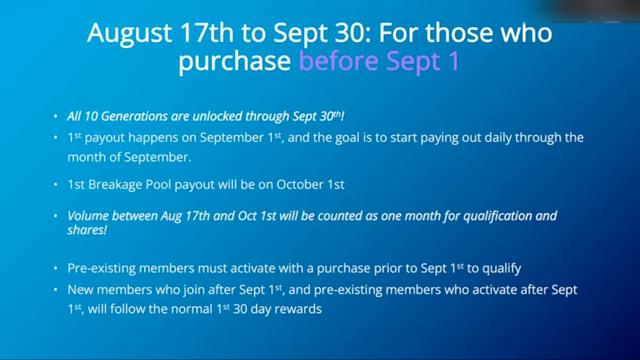 August 17th to Sept 30: For those who
purchase before Sept 1
• All 10 Generations are unlocked through Sept 30th!
• 1st payout happens on September 1st, and the goal is to start paying out daily through the
month of September.
• 1st Breakage Pool payout will be on October 1st
• Volume between Aug 17th and Oct 1st will be counted as one month for qualification and
shares!
• Pre-existing members must activate with a purchase prior to Sept 1st to qualify
• New members who join after Sept 1st, and pre-existing members who activate after Sept
1st, will follow the normal 1st 30 day rewards